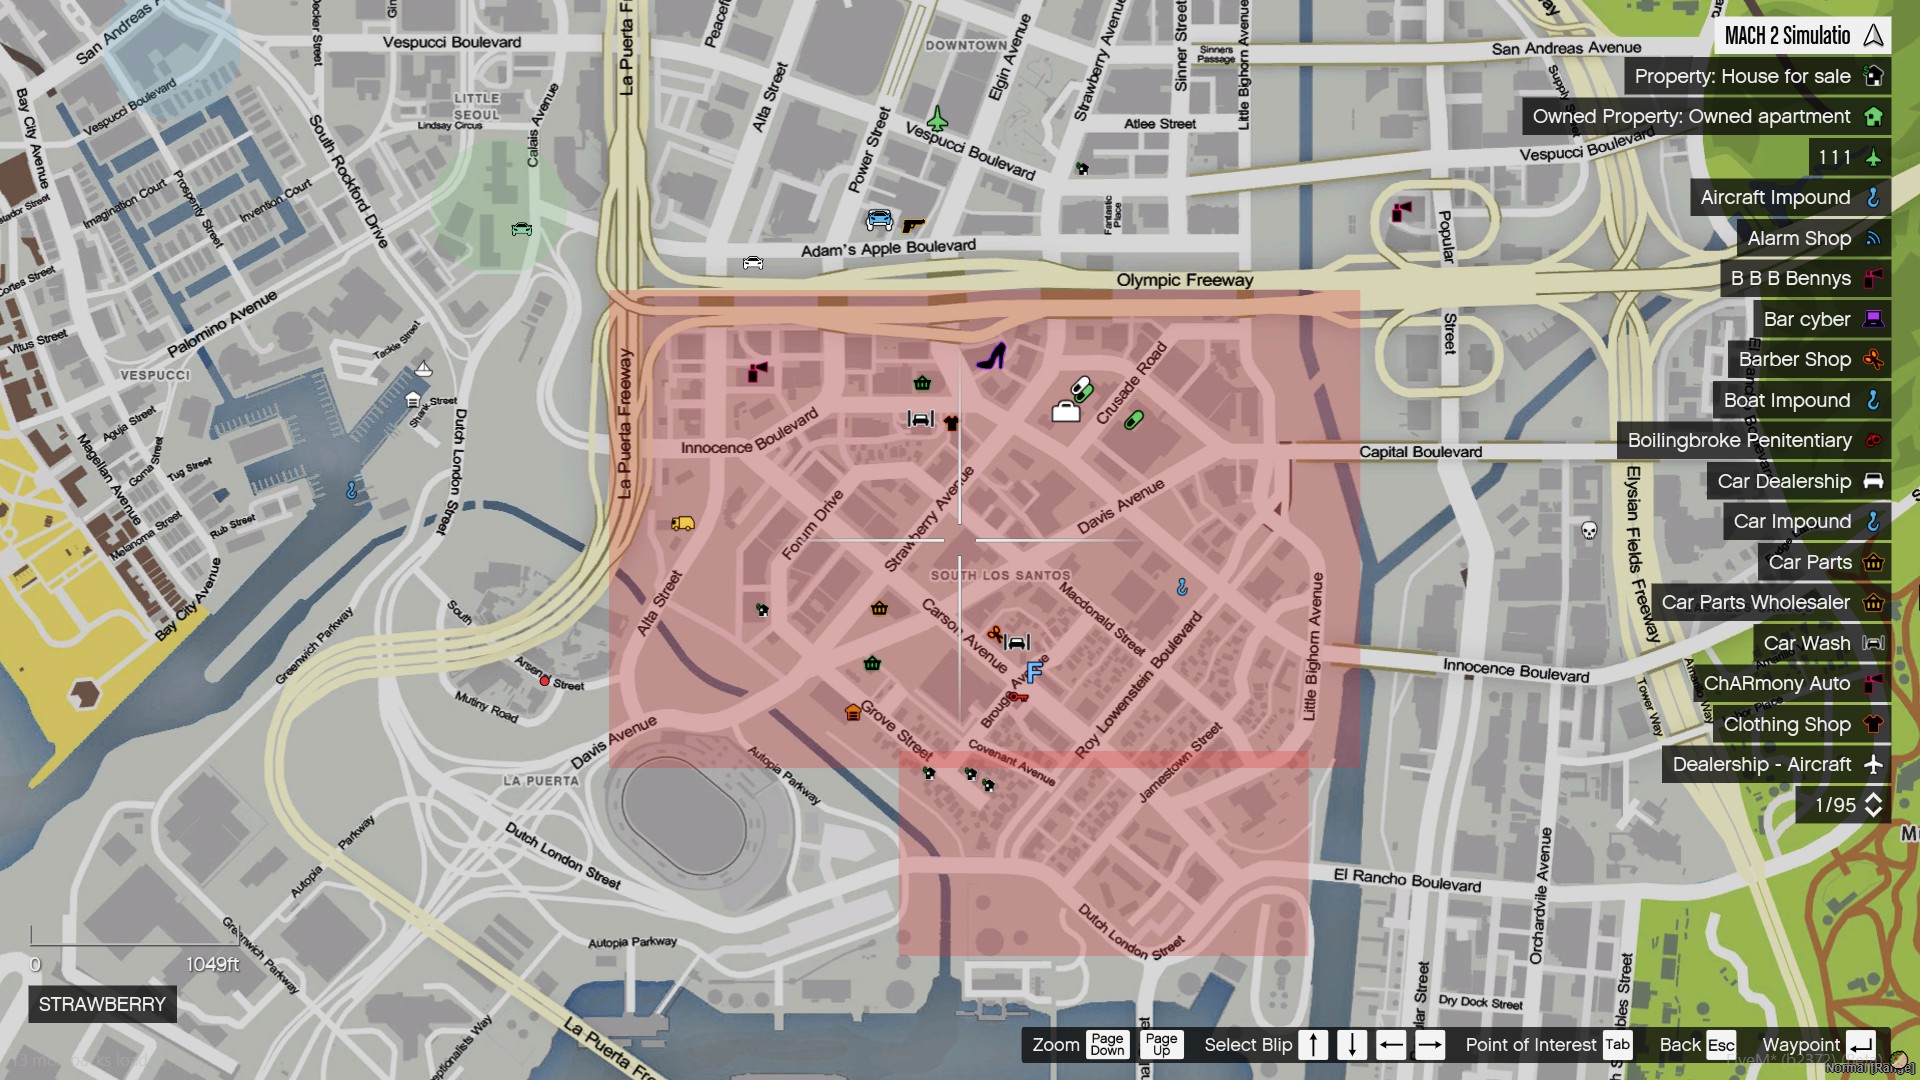 San Andreas A
Vespucci Boulevard
La Puerta F
Peacef
DOWNTOWN
Elgin Avenue
Strawberry Avenue
Sinner Street
Sinners
Passage
Little Bighorn Avenue
San Andreas Avenue
MACH 2 Simulatio
Property: House for sale
Owned Property: Owned apartment
111
Aircraft Impound
Alarm Shop
B B B Bennys
Bar cyber
Barber Shop
Boat Impound
Boilingbroke Penitentiary
Car Dealership
Car Impound
Car Parts
Car Parts Wholesaler
Car Wash
ChARmony Auto
Clothing Shop
Dealership - Aircraft
1/95
Bay City Avenue
Vespucci Boulevard
LITTLE
SEOUL
Lindsay Circus
Calais Avenue
South Rockford Drive
Alta Street
Power Street
Vespucci Boulevard
Atlee Street
Vespucci Boulevard
Imagination Court
Prosperity Street
Invention Court
Fantastic
Place
Popular
Street
Adam's Apple Boulevard
Olympic Freeway
Cortes Street
Vitus Street
Palomino Avenue
Tackle Street
VESPUCCI
Shank Street
Aguja Street
Goma Street
Tug Street
Magellan Avenue
Melanoma Street
Rub Street
Dutch London Street
La Puerta Freeway
Innocence Boulevard
Crusade Road
Capital Boulevard
Forum Drive
Strawberry Avenue
Davis Avenue
SOUTH LOS SANTOS
Elysian Fields Freeway
Bay City Avenue
Greenwich Parkway
South
Arsenal Street
Mutiny Road
Alta Street
Carson Avenue
Macdonald Street
Brouge Avenue
Roy Lowenstein Boulevard
Little Bighorn Avenue
Innocence Boulevard
Tower Way
Davis Avenue
Grove Street
Covenant Avenue
Jamestown Street
Autopia Parkway
LA PUERTA
Dutch London Street
Autopia Parkway
El Rancho Boulevard
Orchardville Avenue
Greenwich Parkway
Autopia Parkway
Dutch London Street
Dry Dock Street
0
1049ft
STRAWBERRY
La Puerta Fre
Zoom
Page
Down
Page
Up
Select Blip
Point of Interest
Tab
Back
Esc
Waypoint